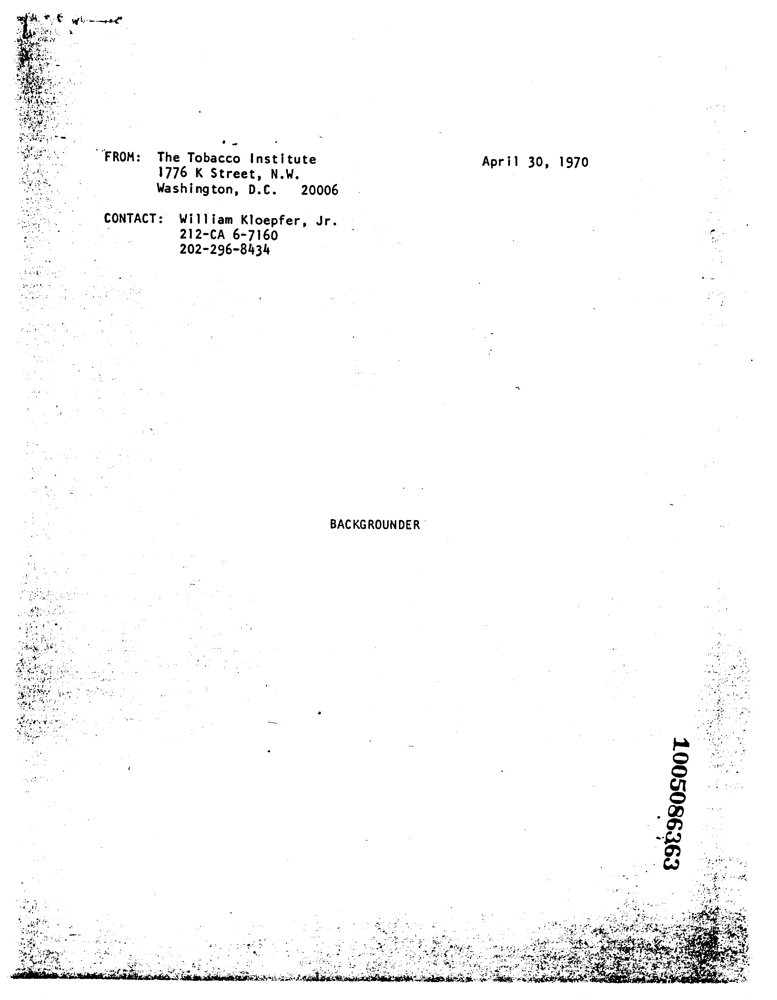 FROM: The Tobacco Institute
1776 K Street, N.W.
Washington, D.C. 20006
April 30, 1970
CONTACT: William Kloepfer, Jr.
212-CA 6-7160
202-296-8434
BACKGROUNDER
1005086363